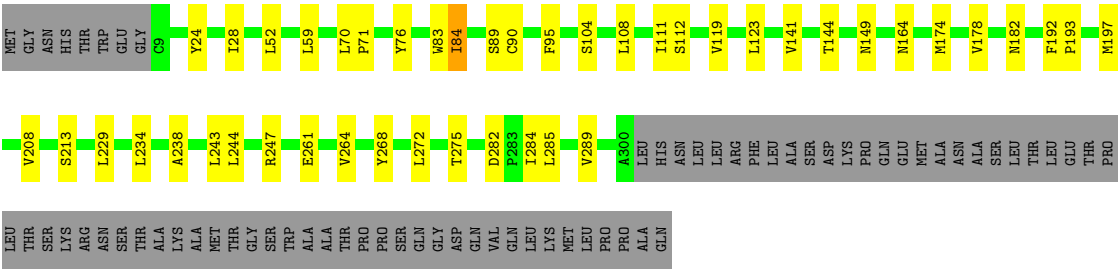 MET GLY ASN HIS THR TRP GLU GLY C9 Y24 I28 L52 L59 L70 P71 Y76 W83 I84 S89 C90 F95 S104 L108 I111 S112 V119 L123 V141 T144 N149 N164 M174 V178 N182 F192 P193 M197
V208 S213 L229 L234 A238 L243 L244 R247 E261 V264 Y268 L272 T275 D282 P283 I284 L285 V289 A300 LEU HIS ASN LEU LEU ARG PHE LEU ALA SER ASP LYS PRO GLN GLU MET ALA ASN ALA SER LEU THR LEU GLU THR PRO
LEU THR SER LYS ARG ASN SER THR ALA LYS ALA MET THR GLY SER TRP ALA ALA THR PRO PRO SER GLN GLY ASP GLN VAL GLN LEU LYS MET LEU PRO PRO ALA GLN